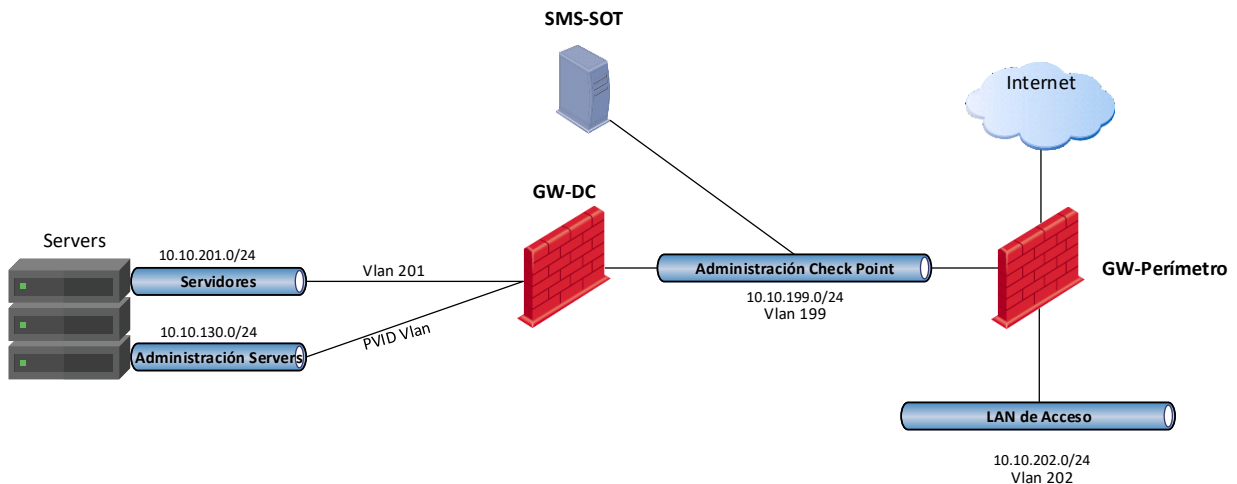 SMS-SOT
Internet
GW-DC
Servers
10.10.201.0/24
Servidores
Vlan 201
Administración Check Point
10.10.199.0/24
Vlan 199
GW-Perímetro
10.10.130.0/24
Administración Servers
PVID Vlan
LAN de Acceso
10.10.202.0/24
Vlan 202